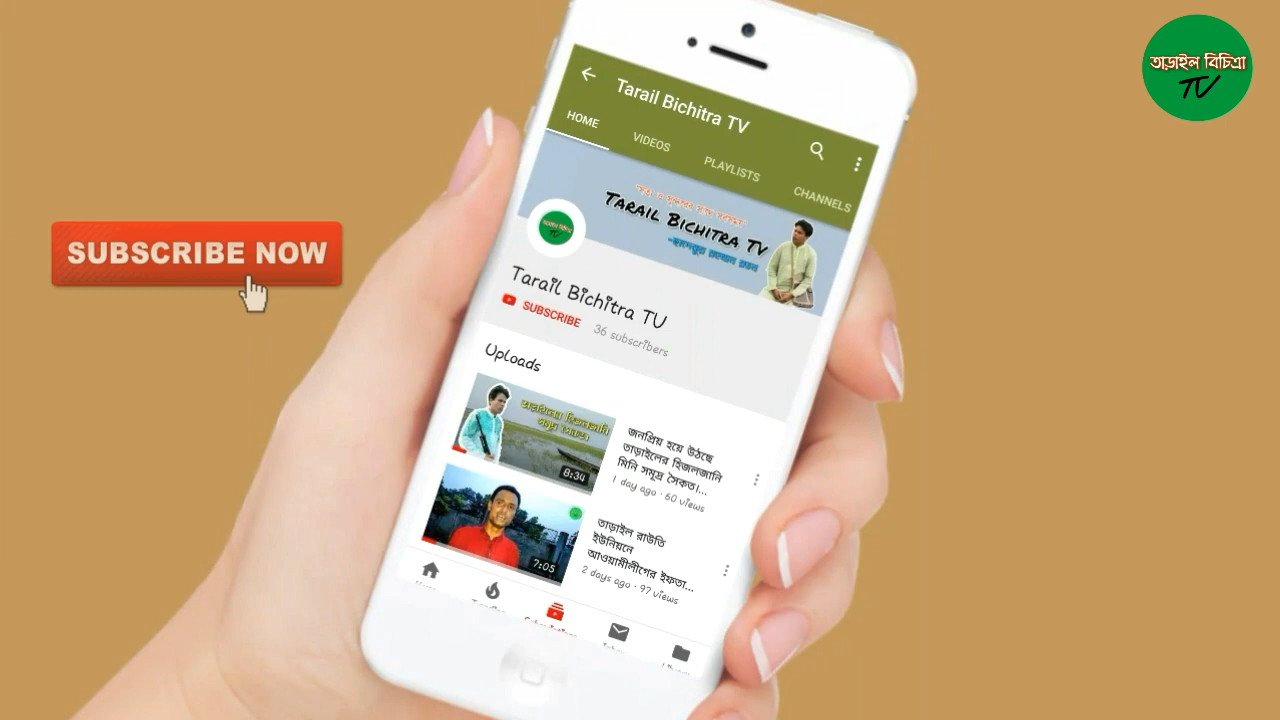 তাড়াইল বিচিত্রা
TV
SUBSCRIBE NOW
Tarail Bichitra TV
HOME
VIDEOS
PLAYLISTS
CHANNELS
TARAIL BICHITRA TV
Tarail Bichitra TV
SUBSCRIBE
36 subscribers
Uploads
8:34
জনপ্রিয় হয়ে উঠছে
তাড়াইলের হিজলজানি
মিনি সমুদ্র সৈকত।...
1 day ago · 60 views
7:05
তাড়াইল রাউতি
ইউনিয়নে
আওয়ামীলীগের ইফতা...
2 days ago · 97 views